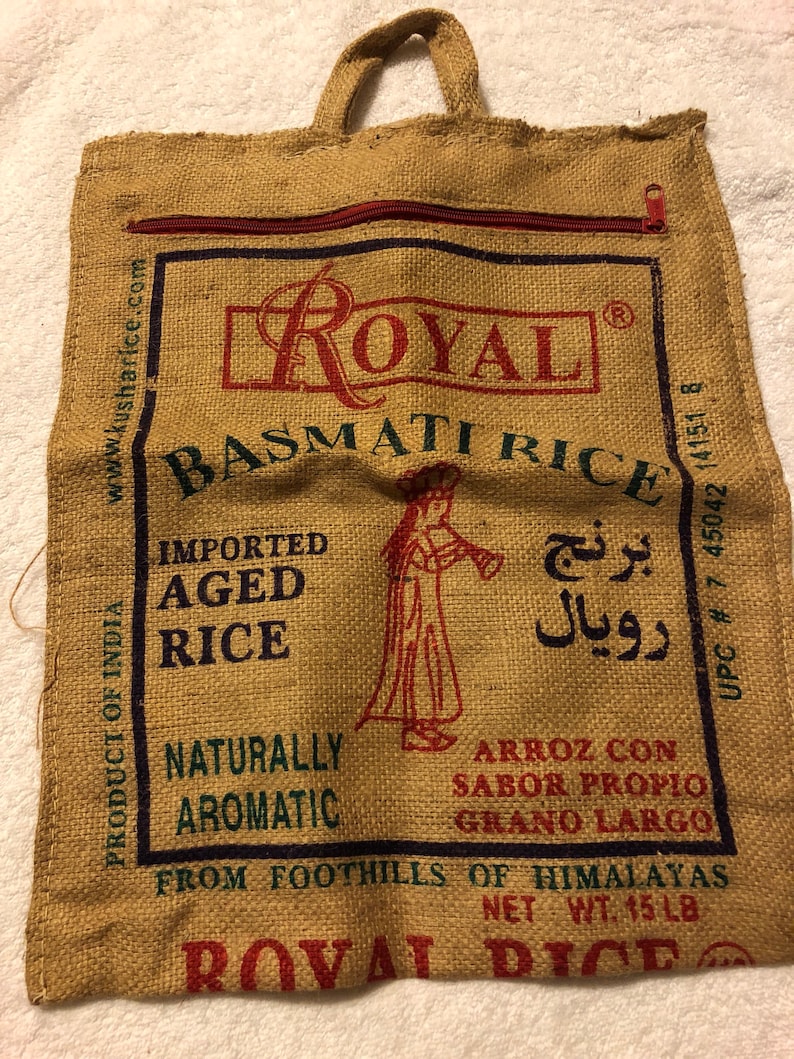 ROYAL ®
BASMATI RICE
IMPORTED
AGED
RICE
برنج
رويال
NATURALLY
AROMATIC
ARROZ CON
SABOR PROPIO
GRANO LARGO
www.kusharice.com
PRODUCT OF INDIA
UPC # 7 45042 14151 8
FROM FOOTHILLS OF HIMALAYAS
NET WT. 15 LB
ROYAL RICE